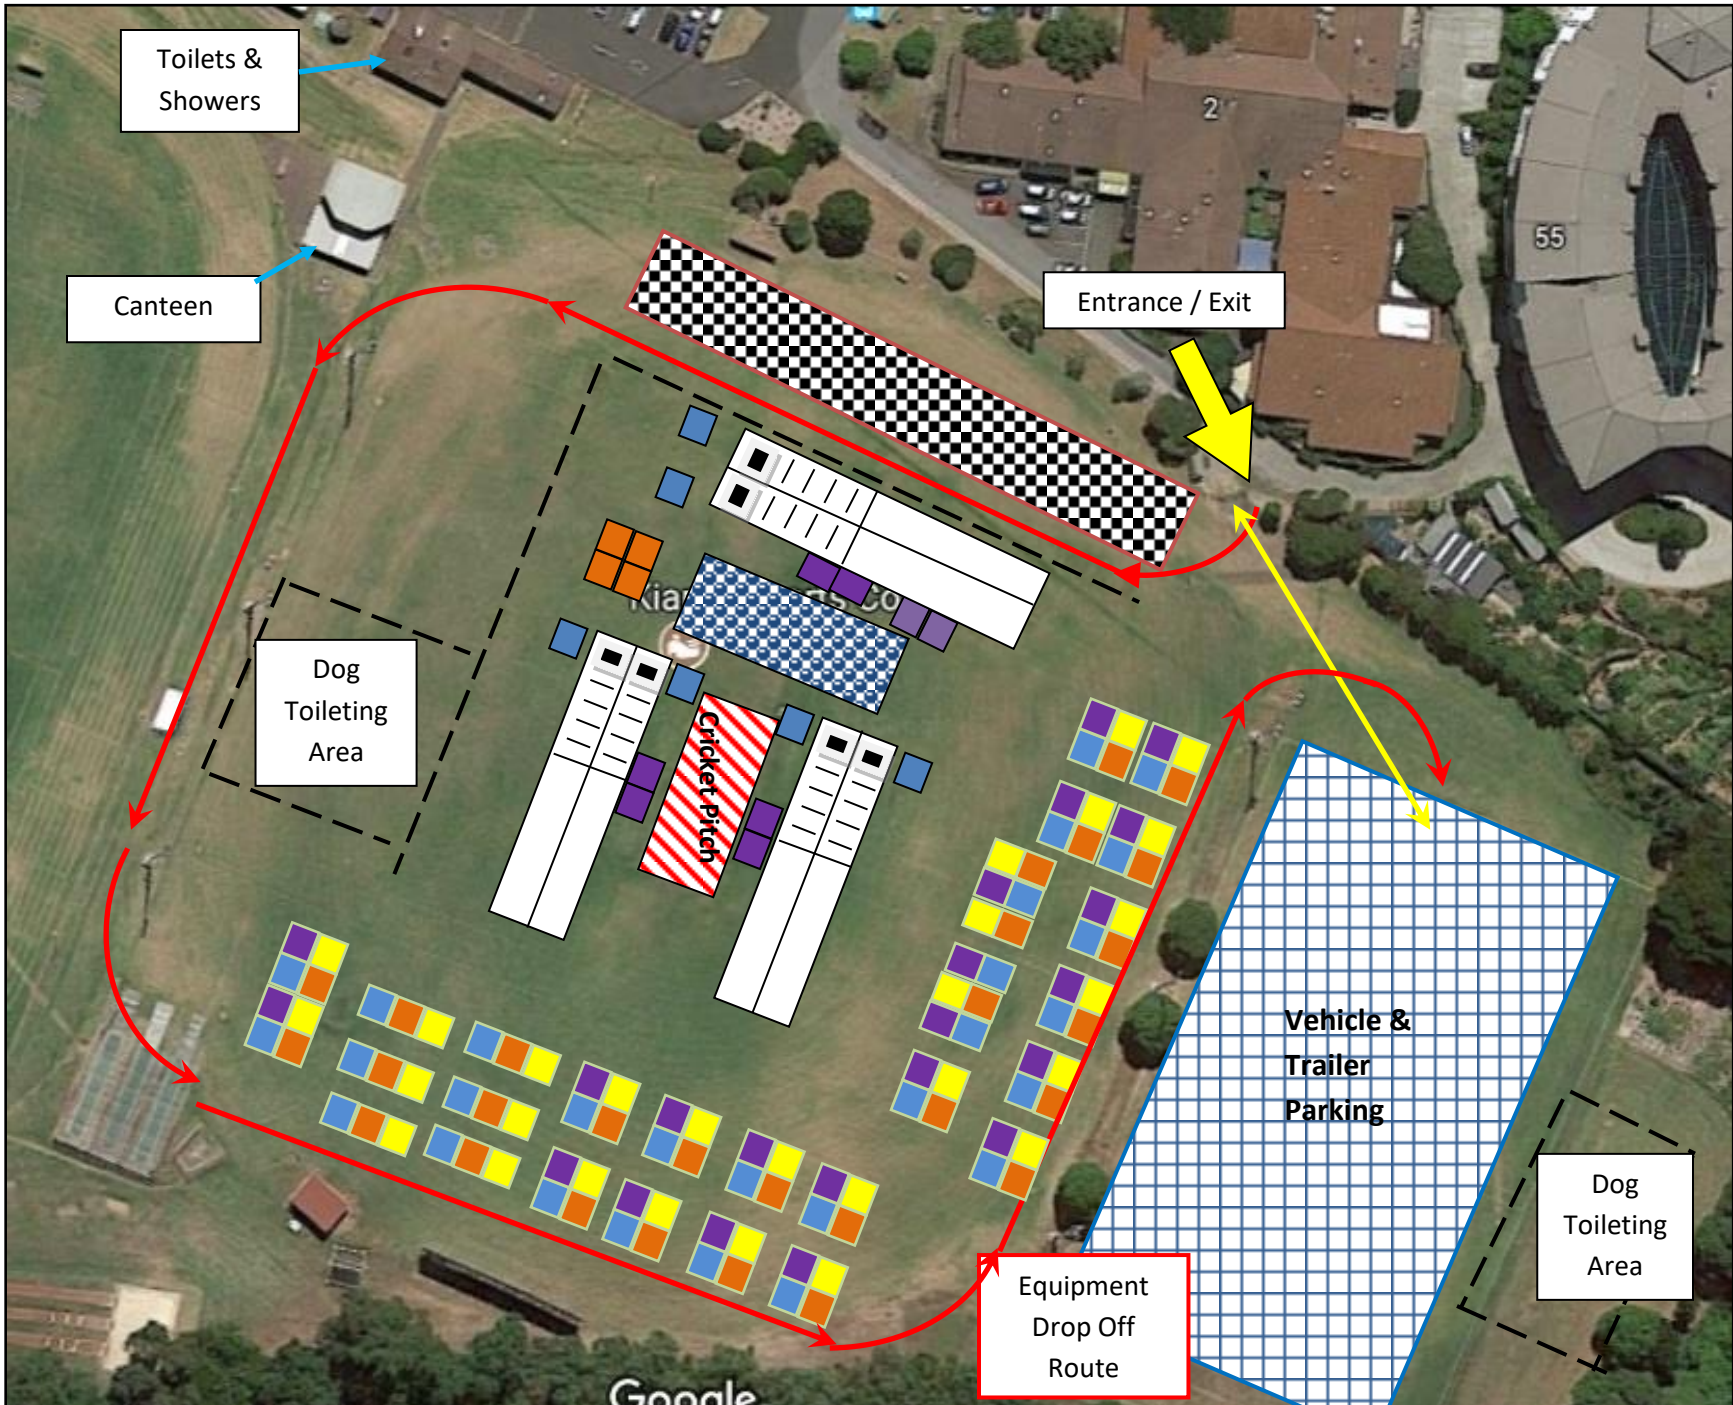 Toilets &
Showers
2
55
Canteen
Entrance / Exit
Dog
Toileting
Area
Cricket Pitch
Vehicle &
Trailer
Parking
Dog
Toileting
Area
Equipment
Drop Off
Route
Google